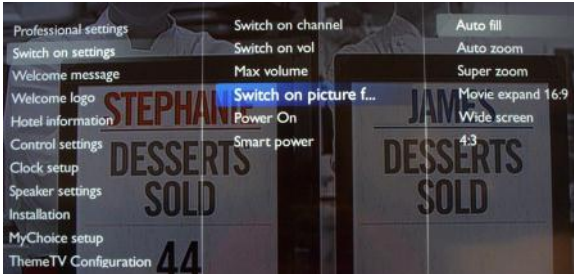 Professional settings
Switch on settings
Welcome message
Welcome logo
Hotel information
Control settings
Clock setup
Speaker settings
Installation
MyChoice setup
ThemeTV Configuration
Switch on channel
Switch on vol
Max volume
Switch on picture f...
Power On
Smart power
Auto fill
Auto zoom
Super zoom
Movie expand 16:9
Wide screen
4:3
STEPHANIE
DESSERTS
SOLD
44
JAMES
DESSERTS
SOLD